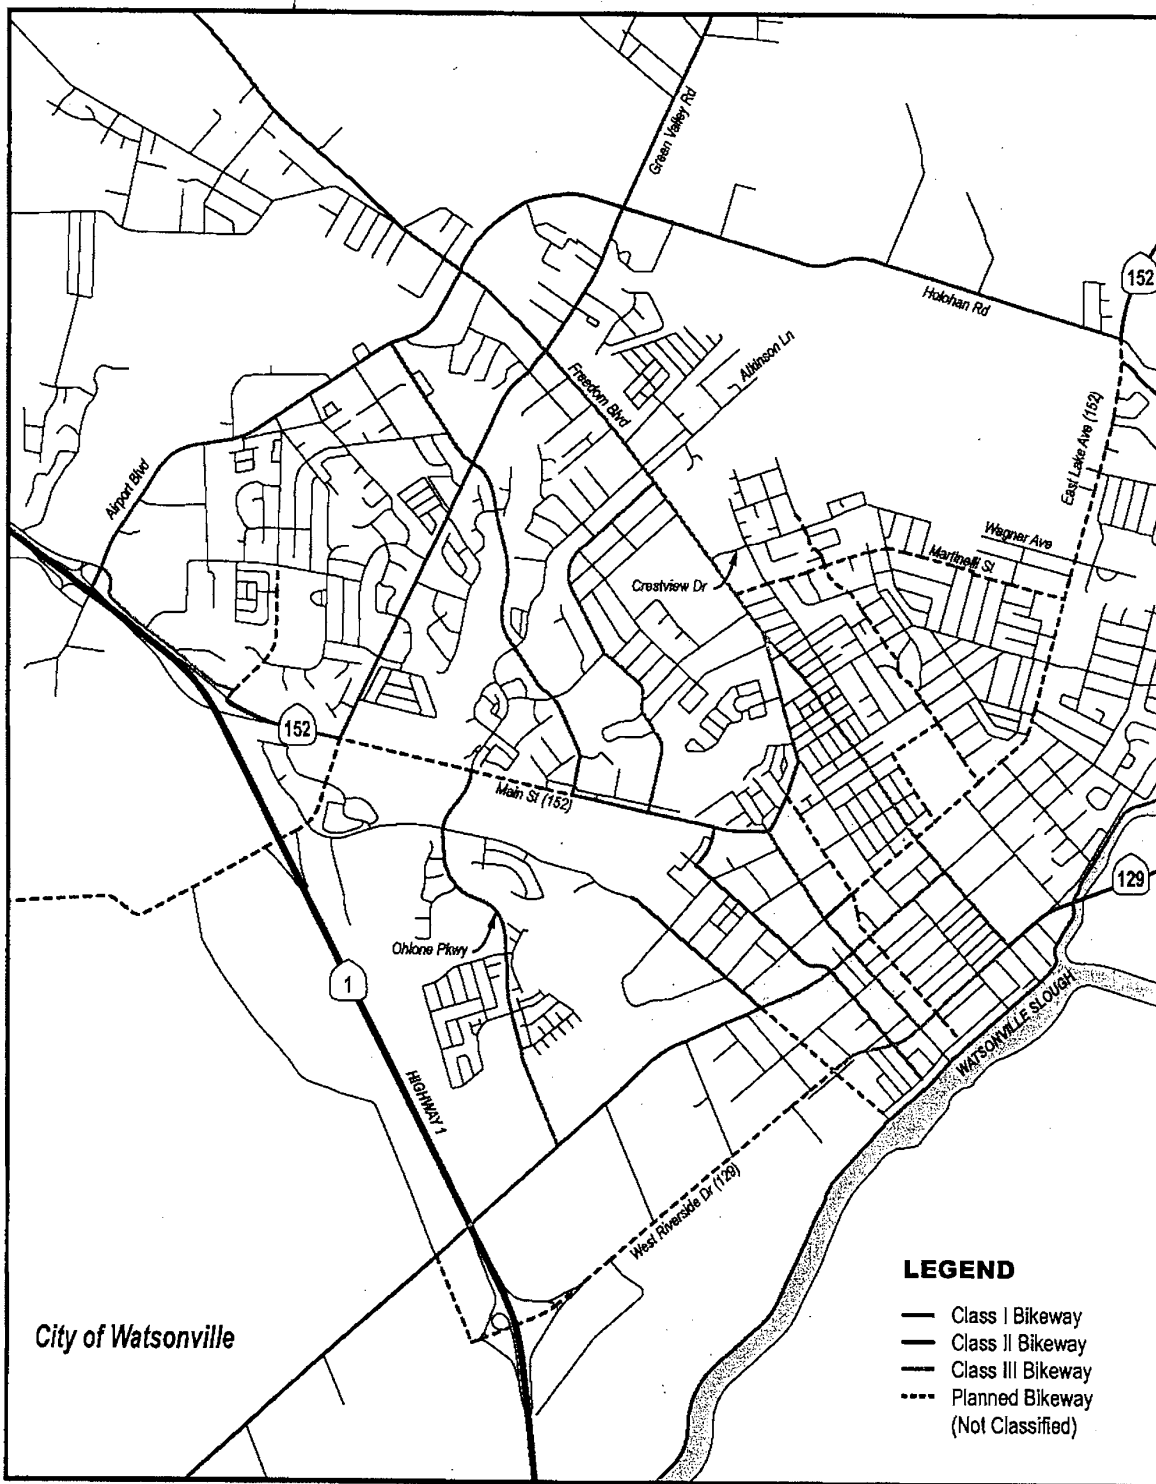 Green Valley Rd
152
Holohan Rd
Atkinson Ln
Freedom Blvd
East Lake Ave (152)
Airport Blvd
Wagner Ave
Martinelli St
Crestview Dr
152
Main St (152)
129
Ohlone Pkwy
1
WATSONVILLE SLOUGH
HIGHWAY 1
West Riverside Dr (129)
LEGEND
Class I Bikeway
Class II Bikeway
Class III Bikeway
Planned Bikeway
(Not Classified)
City of Watsonville